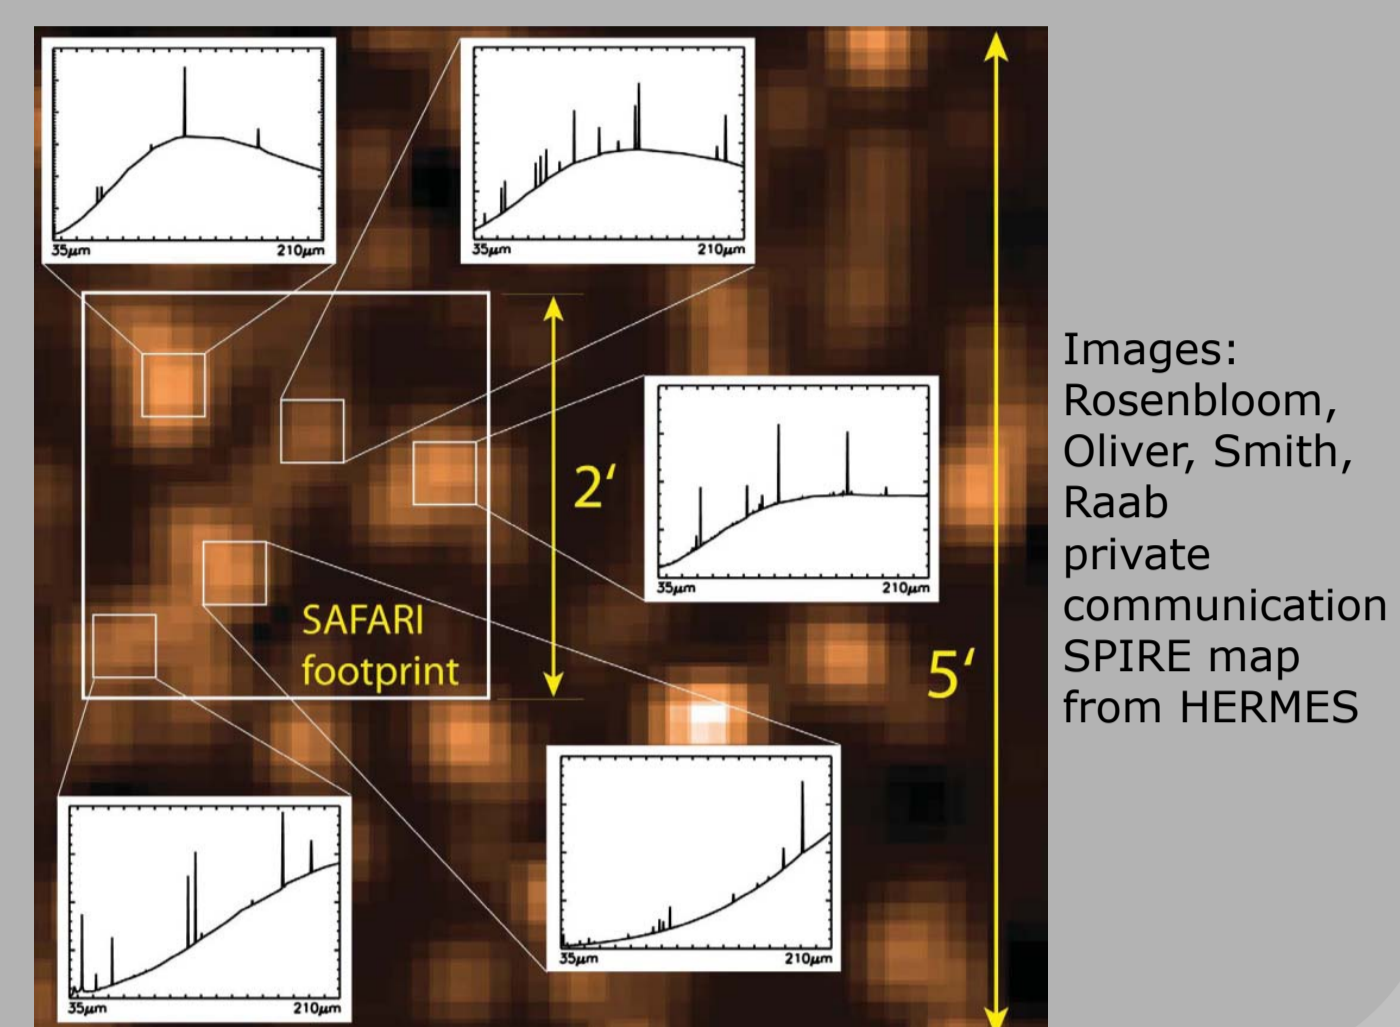 35μm 210μm
35μm 210μm
2‘
35μm 210μm
SAFARI
footprint
5‘
35μm 210μm
35μm 210μm
Images:
Rosenbloom,
Oliver, Smith,
Raab
private
communication
SPIRE map
from HERMES